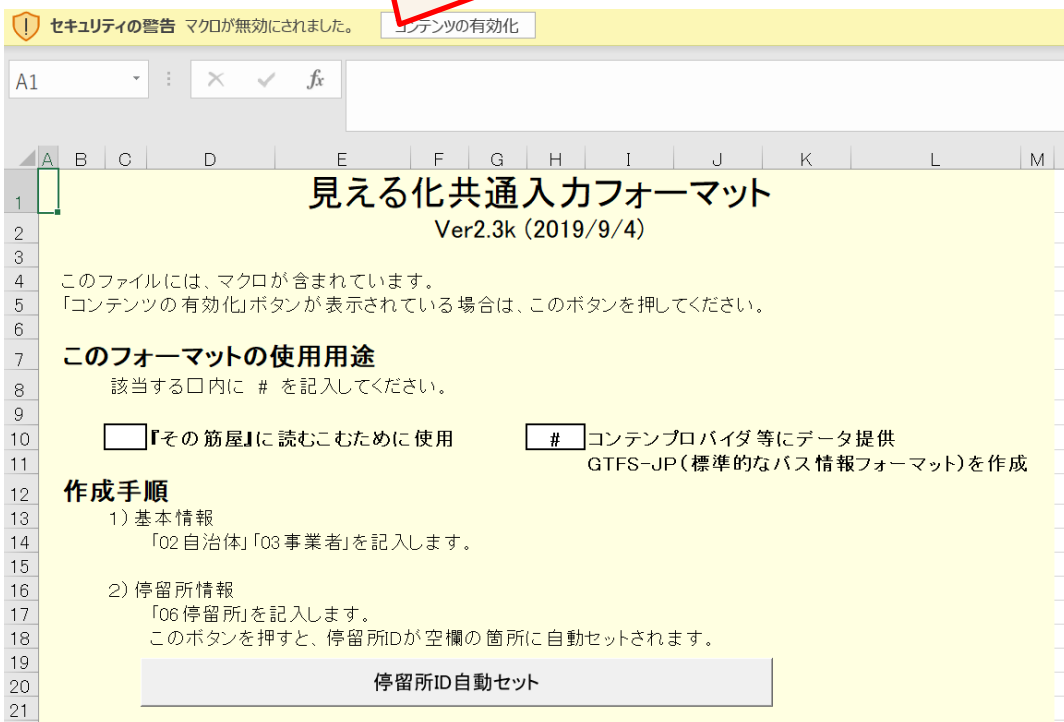 セキュリティの警告 マクロが無効にされました。 コンテンツの有効化
A1 fx
A B C D E F G H I J K L M
1 見える化共通入力フォーマット
2 Ver2.3k (2019/9/4)
3
4 このファイルには、マクロが含まれています。
5 「コンテンツの有効化」ボタンが表示されている場合は、このボタンを押してください。
6
7 このフォーマットの使用用途
8 該当する□内に # を記入してください。
9
10 『その筋屋』に読むこむために使用 # コンテンプロバイダ等にデータ提供
11 GTFS-JP(標準的なバス情報フォーマット)を作成
12 作成手順
13 1)基本情報
14 「02自治体」「03事業者」を記入します。
15
16 2)停留所情報
17 「06停留所」を記入します。
18 このボタンを押すと、停留所IDが空欄の箇所に自動セットされます。
19
20 停留所ID自動セット
21